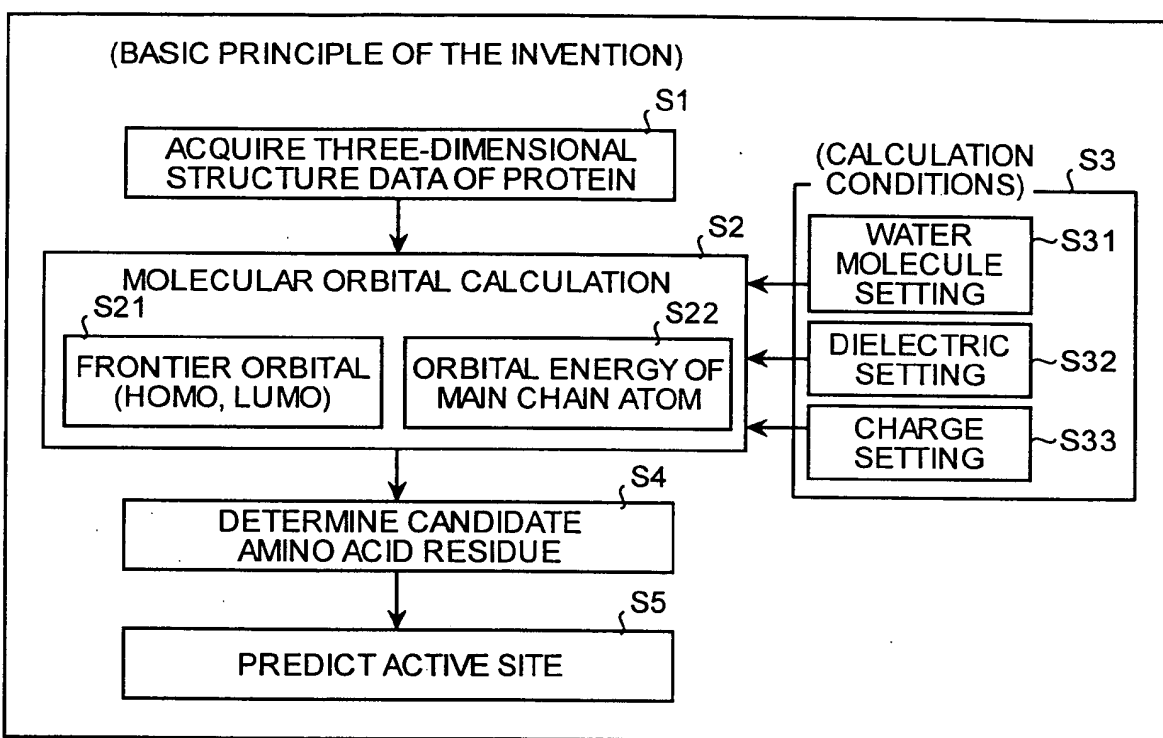 (BASIC PRINCIPLE OF THE INVENTION)
S1
ACQUIRE THREE-DIMENSIONAL
STRUCTURE DATA OF PROTEIN
S2
MOLECULAR ORBITAL CALCULATION
S21
FRONTIER ORBITAL
(HOMO, LUMO)
S22
ORBITAL ENERGY OF
MAIN CHAIN ATOM
(CALCULATION
CONDITIONS)
S3
WATER
MOLECULE
SETTING
S31
DIELECTRIC
SETTING
S32
CHARGE
SETTING
S33
S4
DETERMINE CANDIDATE
AMINO ACID RESIDUE
S5
PREDICT ACTIVE SITE